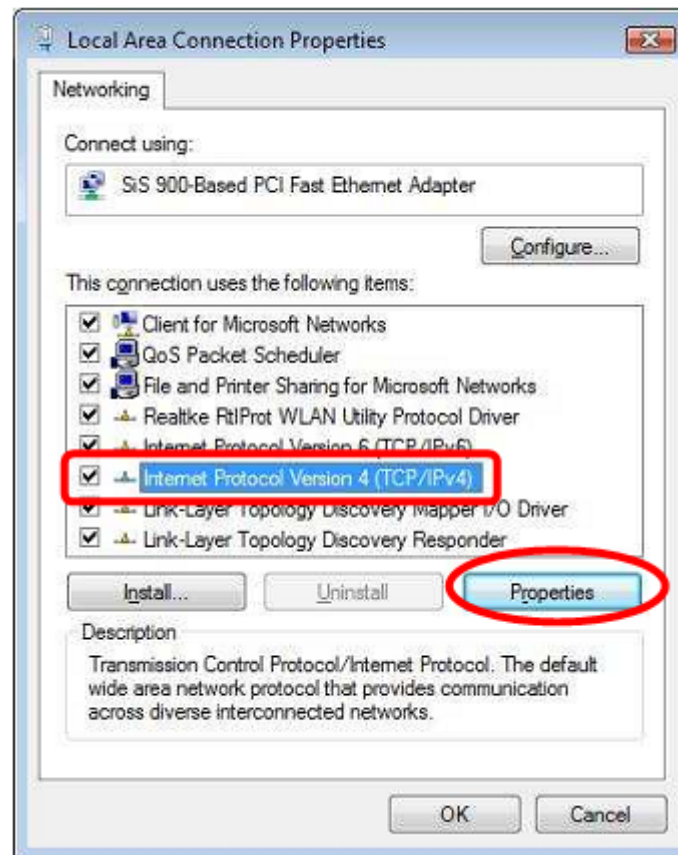 Local Area Connection Properties
Networking
Connect using:
SiS 900-Based PCI Fast Ethernet Adapter
Configure...
This connection uses the following items:
Client for Microsoft Networks
QoS Packet Scheduler
File and Printer Sharing for Microsoft Networks
Realtke RtlProt WLAN Utility Protocol Driver
Internet Protocol Version 6 (TCP/IPv6)
Internet Protocol Version 4 (TCP/IPv4)
Link-Layer Topology Discovery Mapper I/O Driver
Link-Layer Topology Discovery Responder
Install... Uninstall Properties
Description
Transmission Control Protocol/Internet Protocol. The default
wide area network protocol that provides communication
across diverse interconnected networks.
OK Cancel